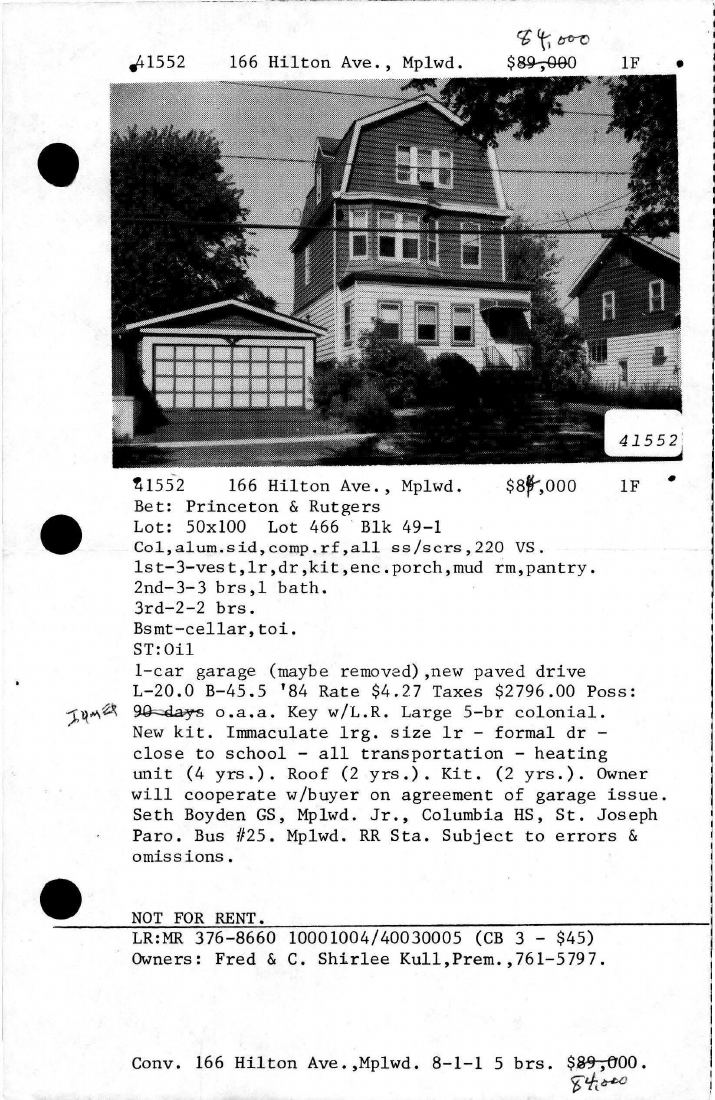 84,000
41552 166 Hilton Ave., Mplwd. $89,000 1F
41552
41552 166 Hilton Ave., Mplwd. $84,000 1F
Bet: Princeton & Rutgers
Lot: 50x100 Lot 466 Blk 49-1
Col,alum.sid,comp.rf,all ss/scrs,220 VS.
1st-3-vest,lr,dr,kit,enc.porch,mud rm,pantry.
2nd-3-3 brs,1 bath.
3rd-2-2 brs.
Bsmt-cellar,toi.
ST:Oil
1-car garage (maybe removed),new paved drive
L-20.0 B-45.5 '84 Rate $4.27 Taxes $2796.00 Poss:
90 days o.a.a. Key w/L.R. Large 5-br colonial.
New kit. Immaculate lrg. size lr - formal dr -
close to school - all transportation - heating
unit (4 yrs.). Roof (2 yrs.). Kit. (2 yrs.). Owner
will cooperate w/buyer on agreement of garage issue.
Seth Boyden GS, Mplwd. Jr., Columbia HS, St. Joseph
Paro. Bus #25. Mplwd. RR Sta. Subject to errors &
omissions.
NOT FOR RENT.
LR:MR 376-8660 10001004/40030005 (CB 3 - $45)
Owners: Fred & C. Shirlee Kull,Prem.,761-5797.
Conv. 166 Hilton Ave.,Mplwd. 8-1-1 5 brs. $89,000.
84,000